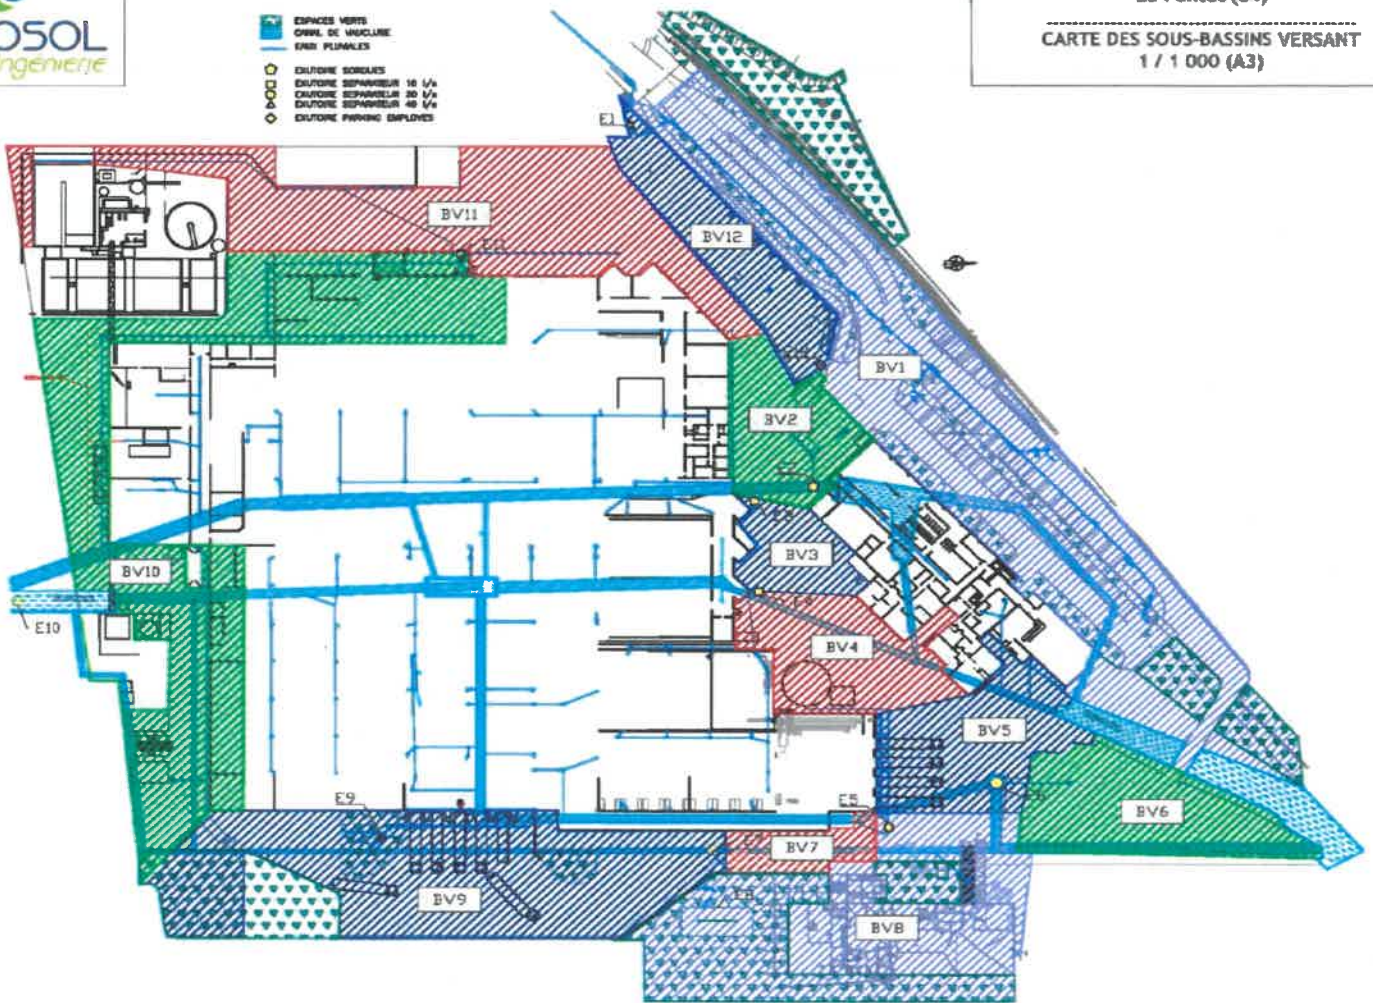 OSOL
ngénierie
ESPACES VERTS
CANAL DE VAUCLUSE
EAUX PLUVIALES
EXUTOIRE SORGUES
EXUTOIRE SEPARATEUR 10 l/s
EXUTOIRE SEPARATEUR 20 l/s
EXUTOIRE SEPARATEUR 40 l/s
EXUTOIRE PARKING EMPLOYES
CARTE DES SOUS-BASSINS VERSANT
1 / 1 000 (A3)
E1
BV11
BV12
E11
BV1
BV2
BV3
BV10
E10
BV4
BV5
E9
E5
BV6
BV7
E8
BV9
BV8